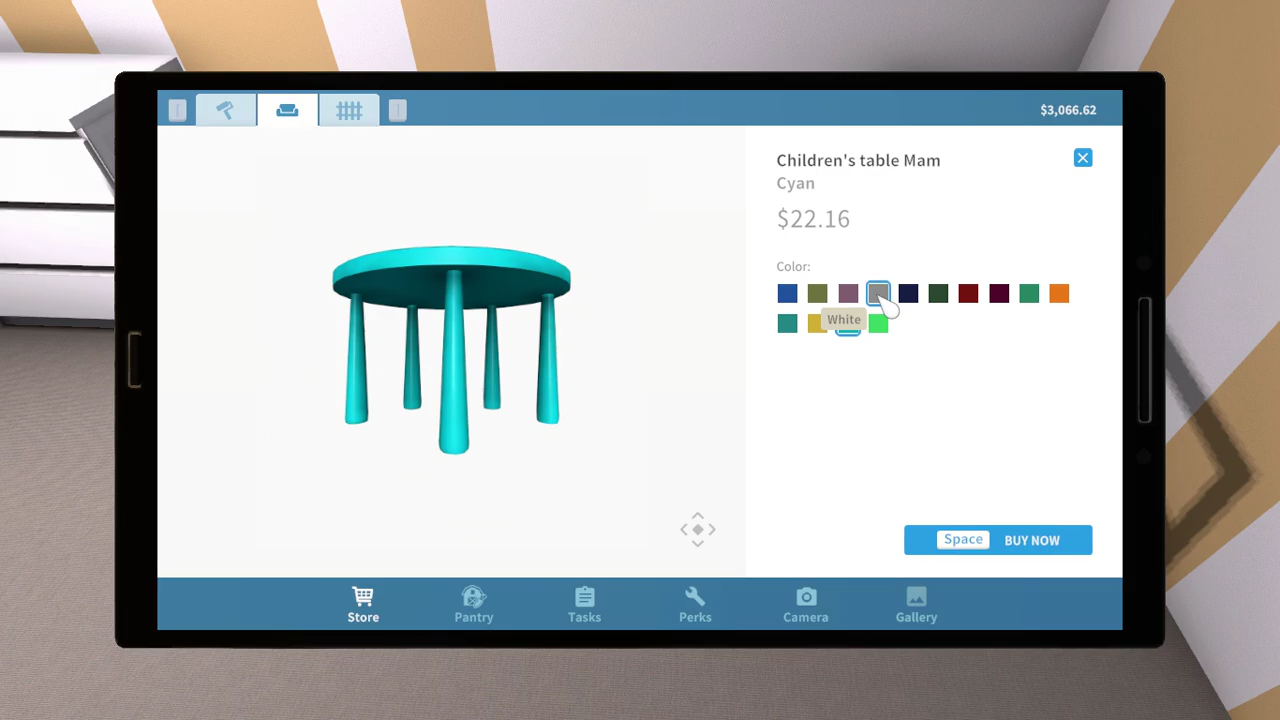 $3,066.62
Children's table Mam
Cyan
$22.16
Color:
White
Space BUY NOW
Store Pantry Tasks Perks Camera Gallery